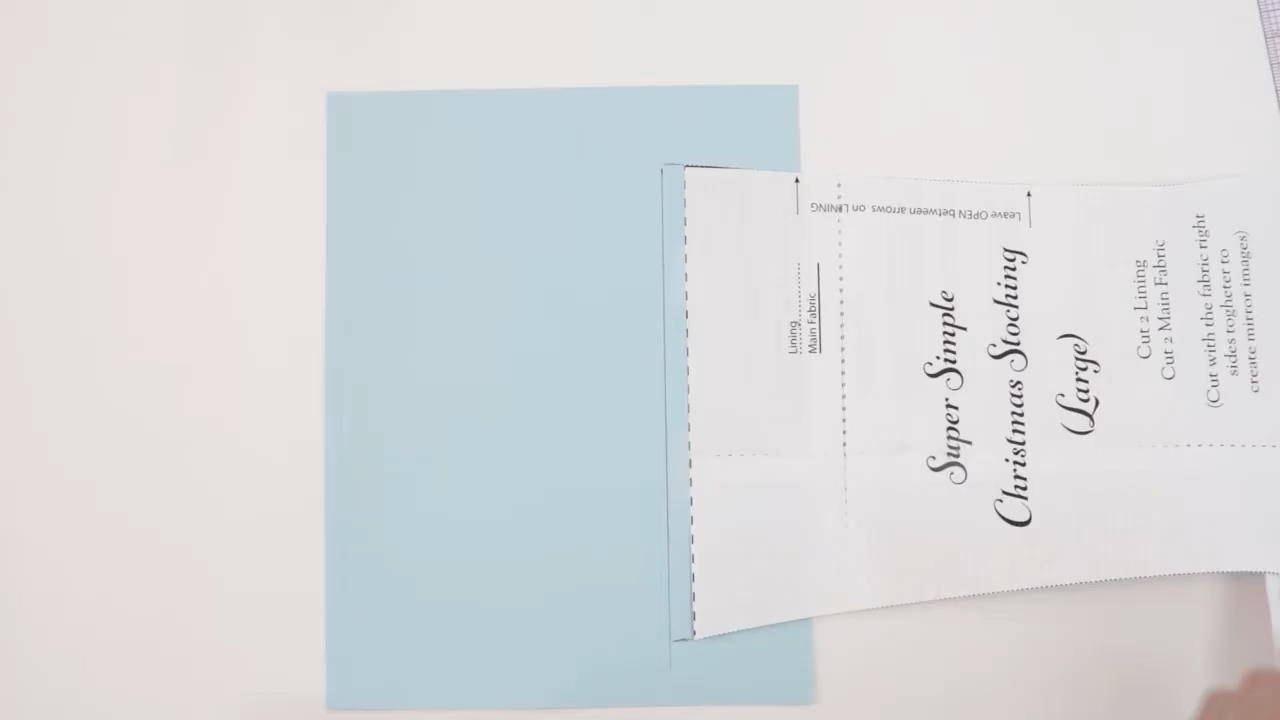 Leave OPEN between arrows on LINING
Lining
Main Fabric
Super Simple
Christmas Stoching
(Large)
Cut 2 Lining
Cut 2 Main Fabric
(Cut with the fabric right
sides togheter to
create mirror images)